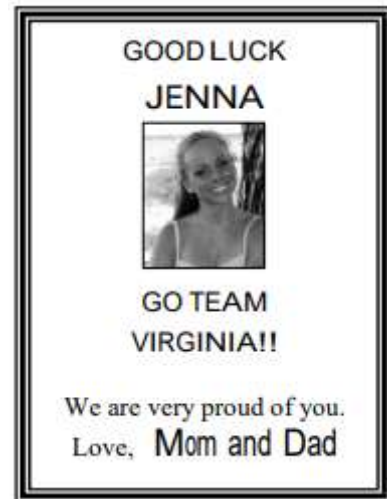 GOOD LUCK
JENNA
GO TEAM
VIRGINIA!!
We are very proud of you.
Love, Mom and Dad